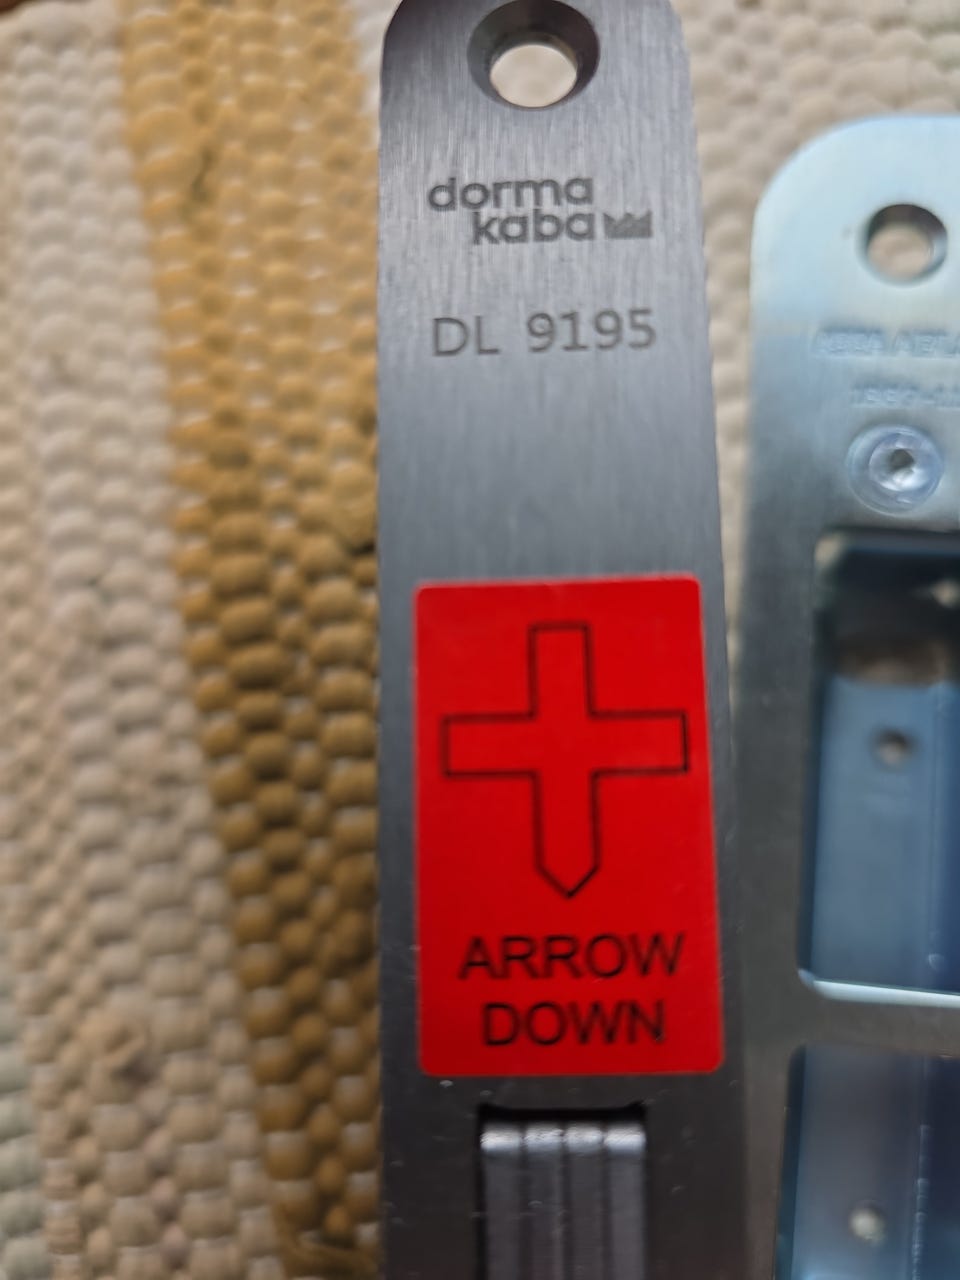 dorma
kaba
DL 9195
ARROW
DOWN